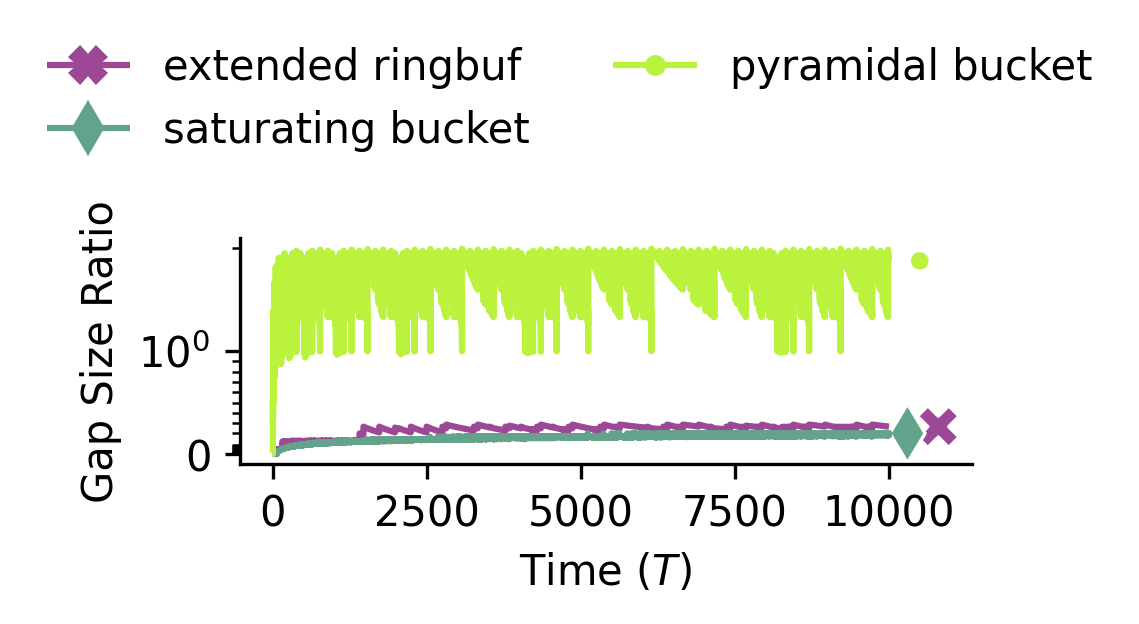 extended ringbuf
pyramidal bucket
saturating bucket
Gap Size Ratio
10⁰
0
0 2500 5000 7500 10000
Time (T)